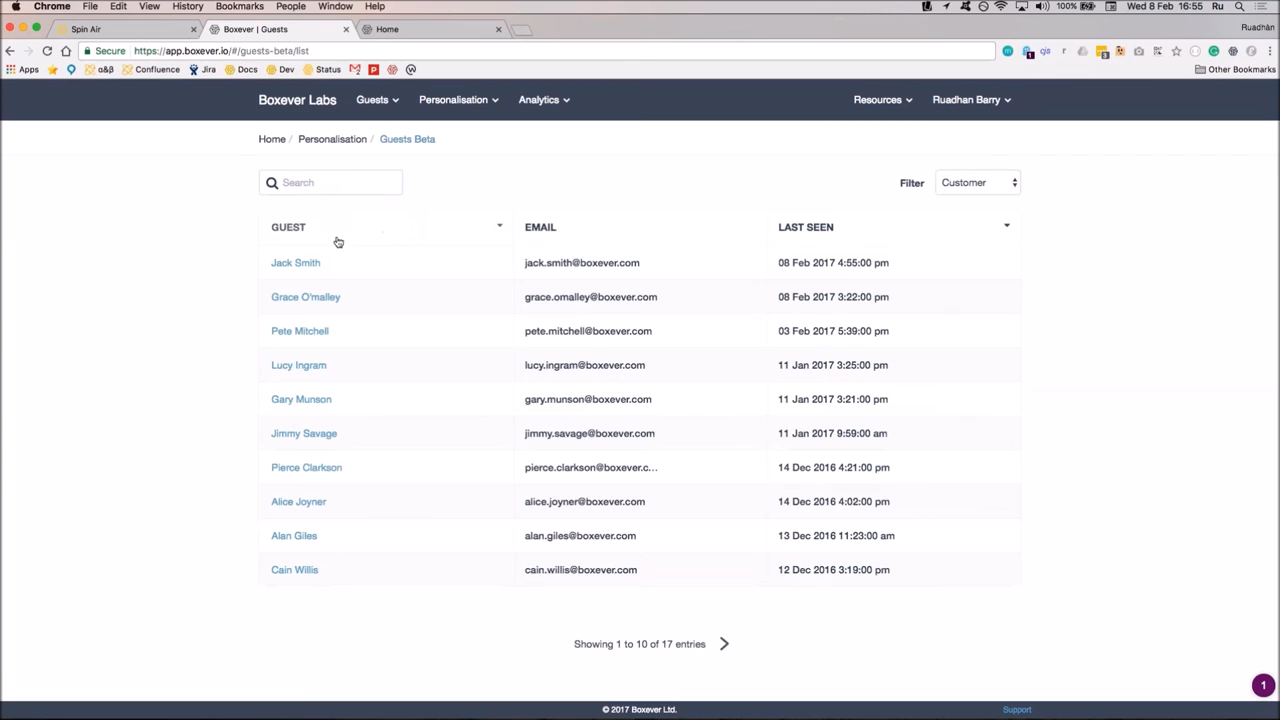 Chrome File Edit View History Bookmarks People Window Help 100% Wed 8 Feb 16:55 Ru
Spin Air Boxever | Guests Home Ruadhán
Secure https://app.boxever.io/#/guests-beta/list
Apps α&β Confluence Jira Docs Dev Status Other Bookmarks
Boxever Labs Guests Personalisation Analytics Resources Ruadhan Barry
Home / Personalisation / Guests Beta
Search Filter Customer
GUEST EMAIL LAST SEEN
Jack Smith jack.smith@boxever.com 08 Feb 2017 4:55:00 pm
Grace O'malley grace.omalley@boxever.com 08 Feb 2017 3:22:00 pm
Pete Mitchell pete.mitchell@boxever.com 03 Feb 2017 5:39:00 pm
Lucy Ingram lucy.ingram@boxever.com 11 Jan 2017 3:25:00 pm
Gary Munson gary.munson@boxever.com 11 Jan 2017 3:21:00 pm
Jimmy Savage jimmy.savage@boxever.com 11 Jan 2017 9:59:00 am
Pierce Clarkson pierce.clarkson@boxever.c... 14 Dec 2016 4:21:00 pm
Alice Joyner alice.joyner@boxever.com 14 Dec 2016 4:02:00 pm
Alan Giles alan.giles@boxever.com 13 Dec 2016 11:23:00 am
Cain Willis cain.willis@boxever.com 12 Dec 2016 3:19:00 pm
Showing 1 to 10 of 17 entries
1
© 2017 Boxever Ltd. Support